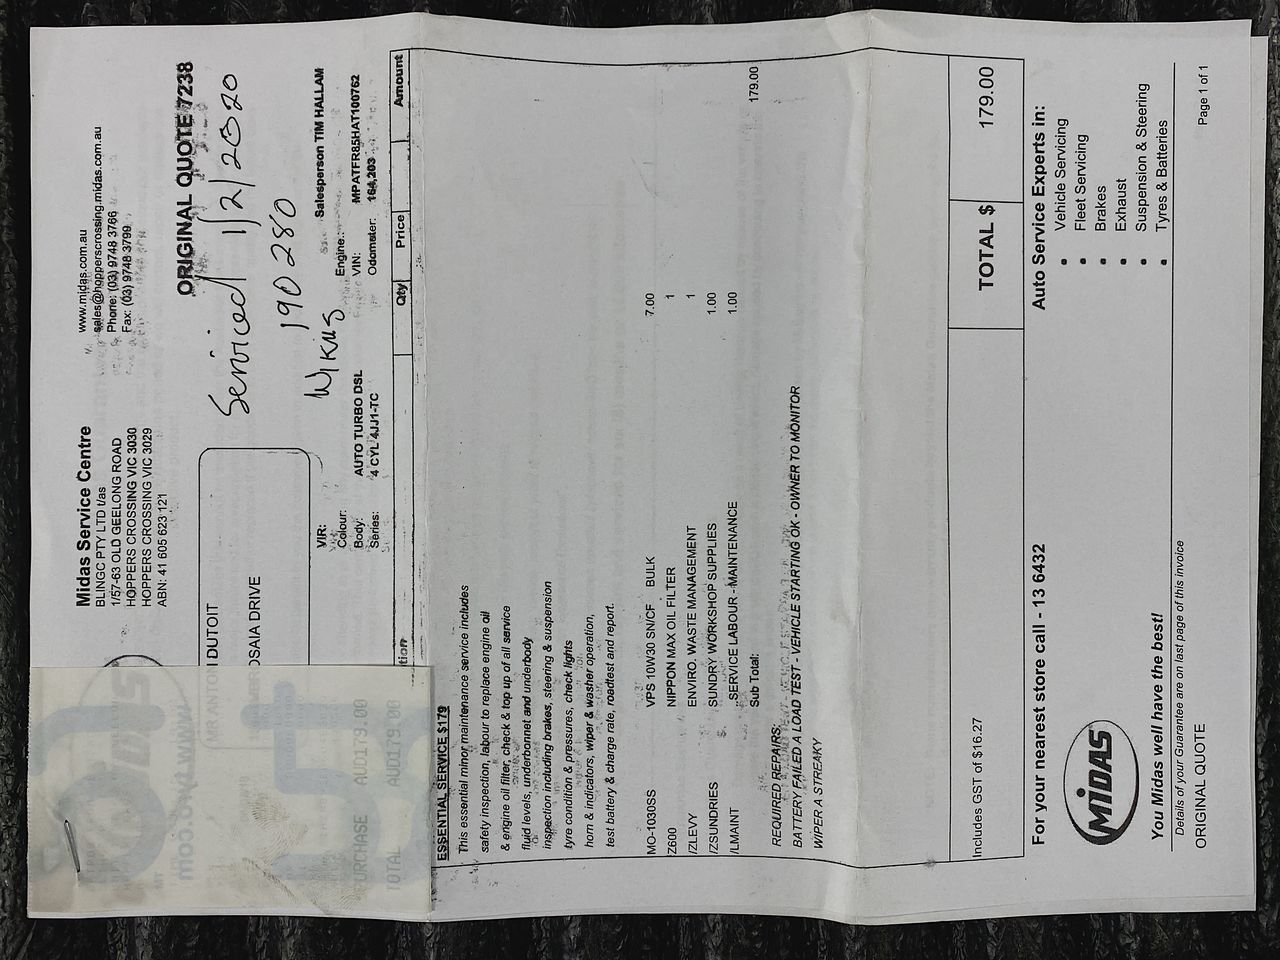 Midas Service Centre
BLINGC PTY LTD t/as
1/57-63 OLD GEELONG ROAD
HOPPERS CROSSING VIC 3030
HOPPERS CROSSING VIC 3029
ABN: 41 605 623 121
www.midas.com.au
sales@hopperscrossing.midas.com.au
Phone: (03) 9748 3766
Fax: (03) 9748 3799
ORIGINAL QUOTE 7238
MIDAS
MR ANTON DUTOIT
OSAIA DRIVE
PURCHASE AUD179.00
TOTAL AUD179.00
Serviced 1/2/2020
190 280
VIR:
Colour:
Body: AUTO TURBO DSL
Series: 4 CYL 4JJ1-TC
Engine.: Salesperson TIM HALLAM
VIN: MPATFR85HAT100762
Odometer: 164,203
Qty Price Amount
ESSENTIAL SERVICE $179
This essential minor maintenance service includes
safety inspection, labour to replace engine oil
& engine oil filter, check & top up of all service
fluid levels, underbonnet and underbody
inspection including brakes, steering & suspension
tyre condition & pressures, check lights
horn & indicators, wiper & washer operation,
test battery & charge rate, roadtest and report.
MO-1030SS VPS 10W30 SN/CF BULK 7.00
Z600 NIPPON MAX OIL FILTER 1
/ZLEVY ENVIRO. WASTE MANAGEMENT 1
/ZSUNDRIES SUNDRY WORKSHOP SUPPLIES 1.00
/LMAINT SERVICE LABOUR - MAINTENANCE 1.00
Sub Total: 179.00
REQUIRED REPAIRS:
BATTERY FAILED A LOAD TEST - VEHICLE STARTING OK - OWNER TO MONITOR
WIPER A STREAKY
Includes GST of $16.27
TOTAL $ 179.00
For your nearest store call - 13 6432
MIDAS
You Midas well have the best!
Auto Service Experts in:
• Vehicle Servicing
• Fleet Servicing
• Brakes
• Exhaust
• Suspension & Steering
• Tyres & Batteries
Details of your Guarantee are on last page of this invoice
ORIGINAL QUOTE
Page 1 of 1